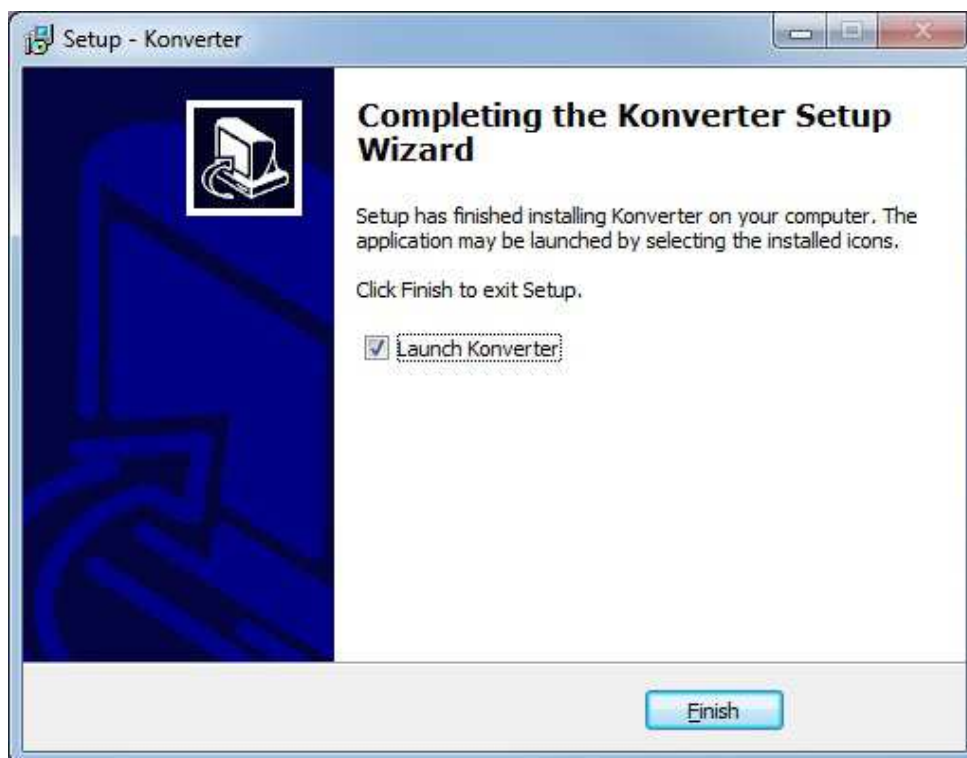 Setup - Konverter
Completing the Konverter Setup
Wizard
Setup has finished installing Konverter on your computer. The
application may be launched by selecting the installed icons.
Click Finish to exit Setup.
Launch Konverter
Finish